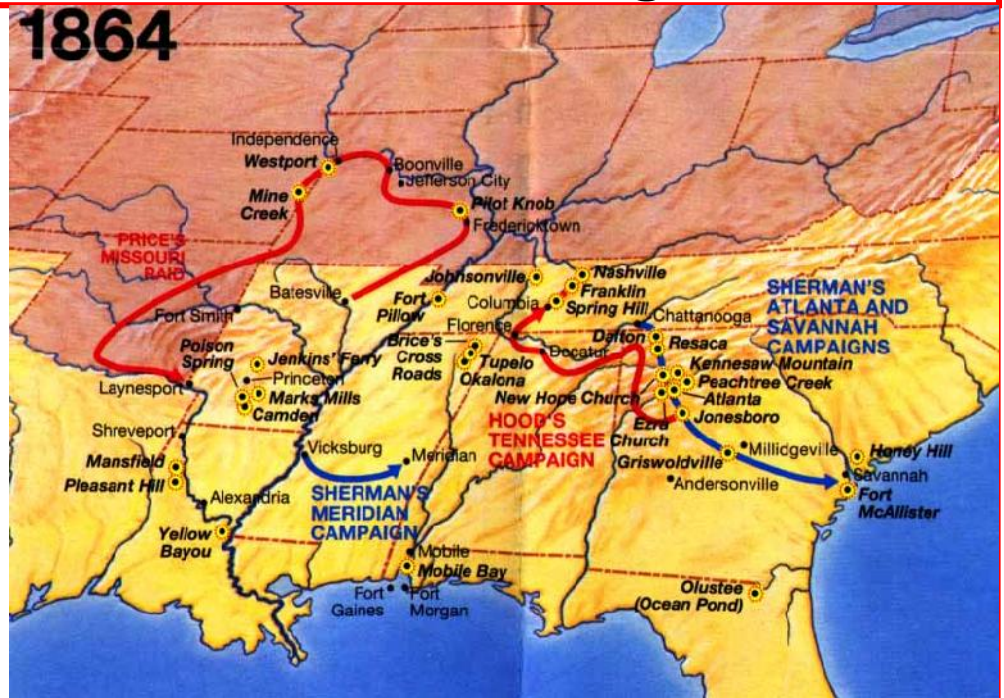 1864
Independence
Westport
Boonville
Jefferson City
Mine
Creek
Pilot Knob
Fredericktown
PRICE'S
MISSOURI
RAID
Johnsonville
Nashville
Franklin
Spring Hill
Columbia
Batesville
Fort
Pillow
Fort Smith
Florence
Chattanooga
SHERMAN'S
ATLANTA AND
SAVANNAH
CAMPAIGNS
Dalton
Resaca
Decatur
Poison
Spring
Jenkins' Ferry
Princeton
Marks Mills
Camden
Brice's
Cross
Roads
Tupelo
Okalona
Kennesaw Mountain
Peachtree Creek
New Hope Church
Atlanta
Jonesboro
Laynesport
HOOD'S
TENNESSEE
CAMPAIGN
Ezra
Church
Shreveport
Vicksburg
Meridian
Griswoldville
Millidgeville
Honey Hill
Mansfield
Pleasant Hill
Andersonville
Savannah
Fort
McAllister
Alexandria
SHERMAN'S
MERIDIAN
CAMPAIGN
Yellow
Bayou
Mobile
Mobile Bay
Fort
Gaines
Fort
Morgan
Olustee
(Ocean Pond)